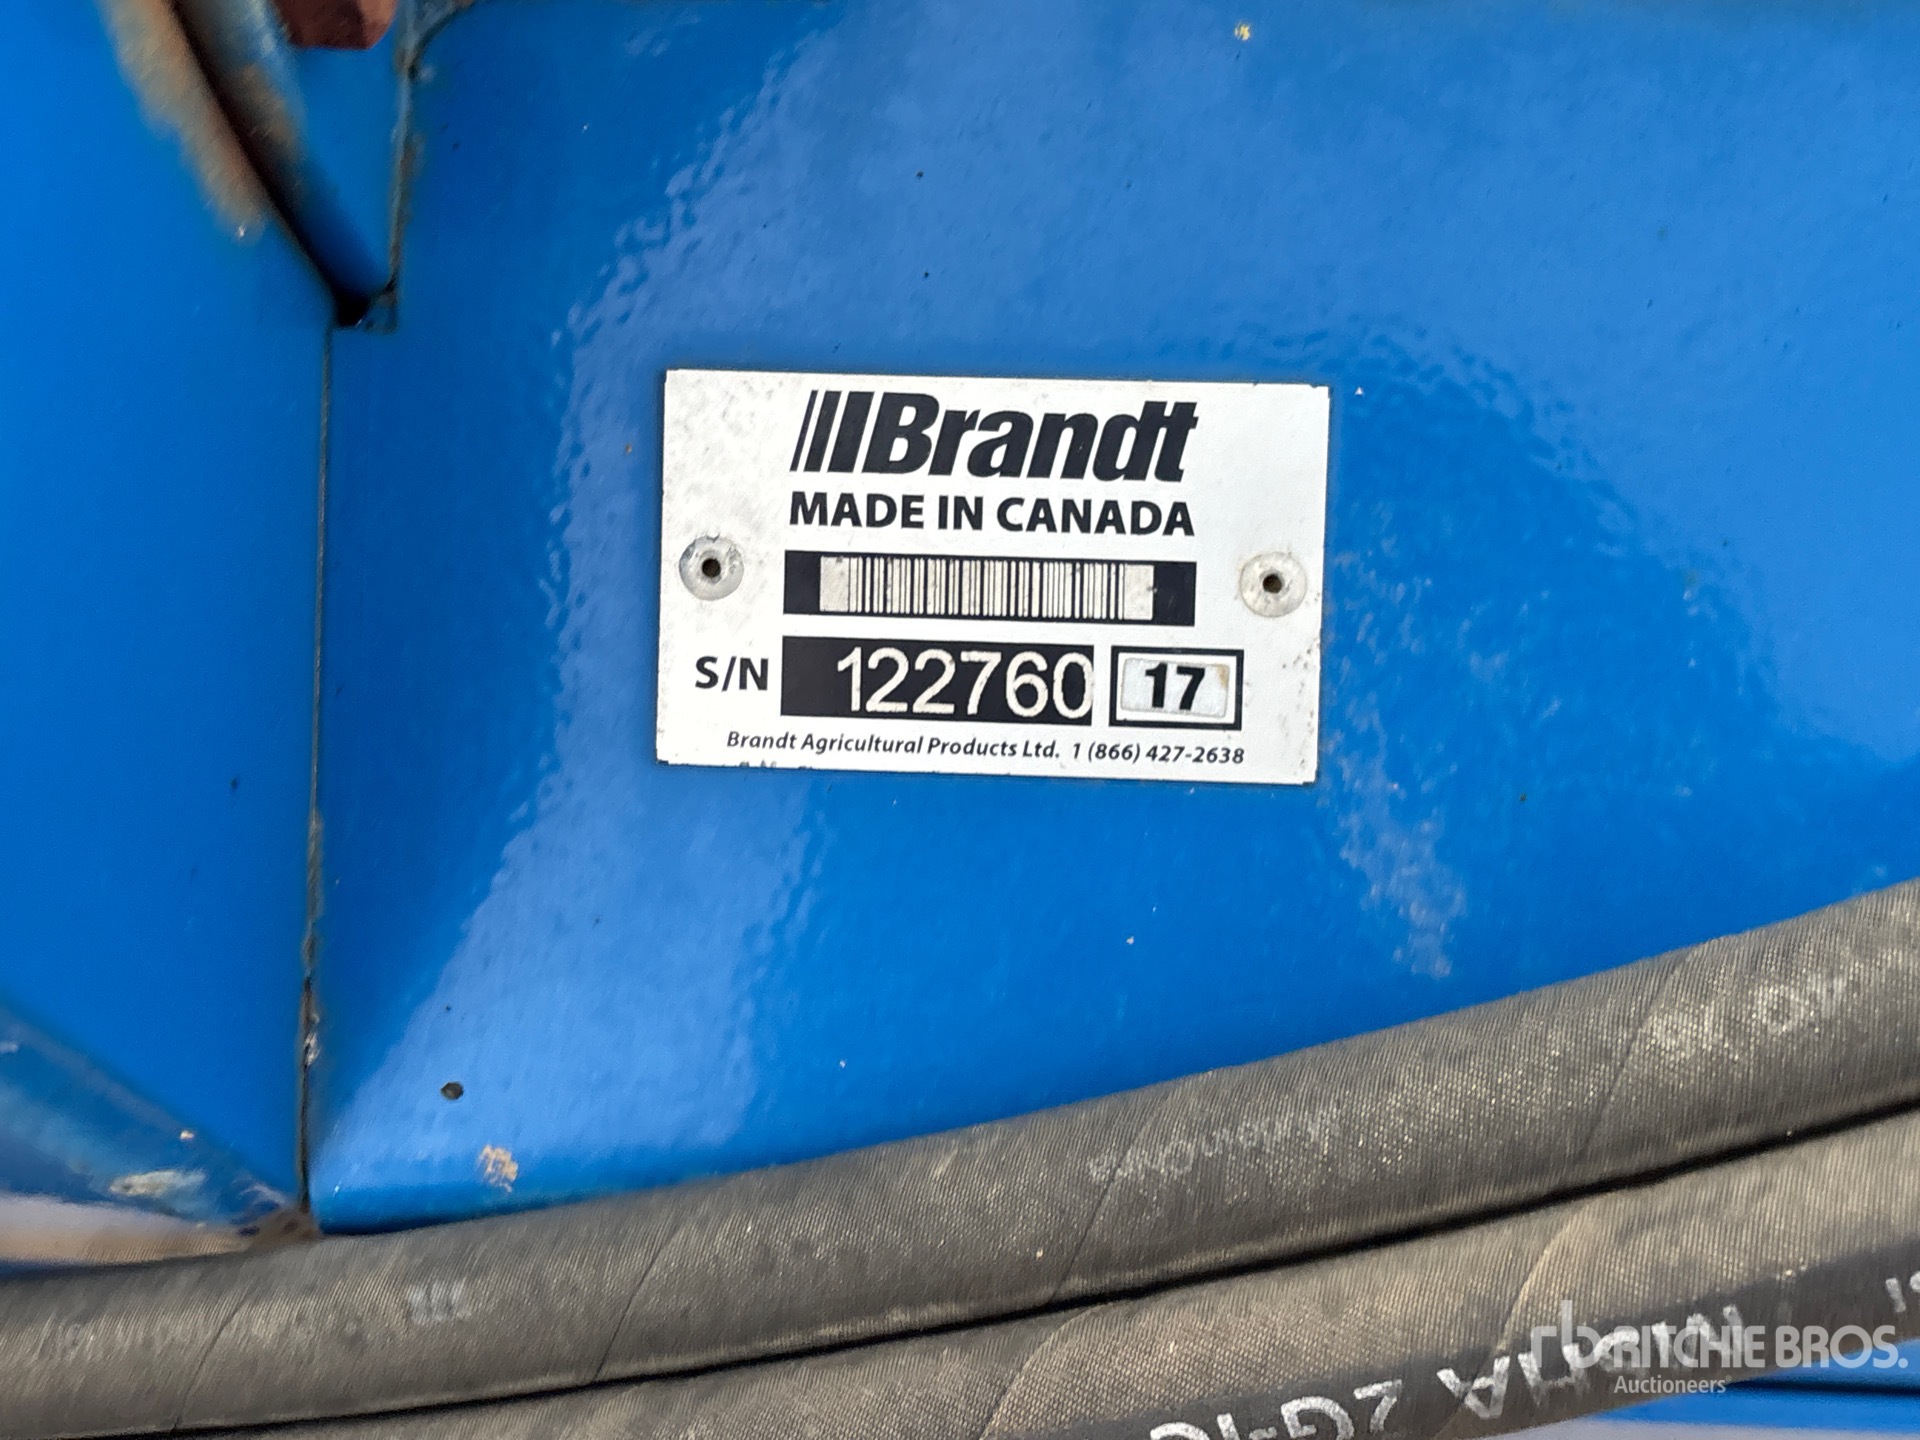 Brandt
MADE IN CANADA
S/N 122760 17
Brandt Agricultural Products Ltd. 1 (866) 427-2638
RITCHIE BROS.
Auctioneers